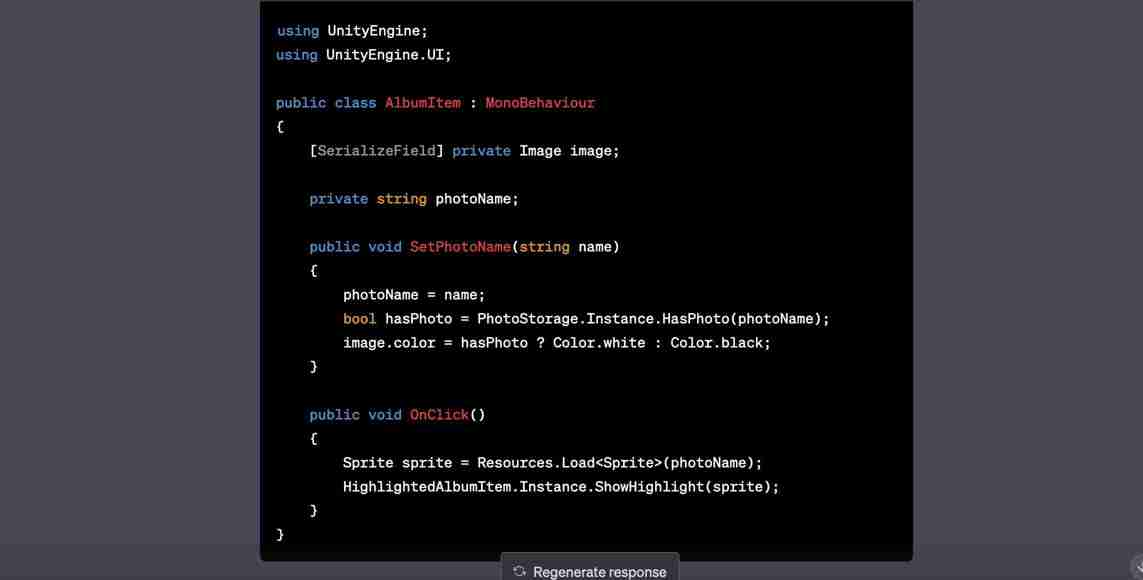 using UnityEngine;
using UnityEngine.UI;
public class AlbumItem : MonoBehaviour
{
[SerializeField] private Image image;
private string photoName;
public void SetPhotoName(string name)
{
photoName = name;
bool hasPhoto = PhotoStorage.Instance.HasPhoto(photoName);
image.color = hasPhoto ? Color.white : Color.black;
}
public void OnClick()
{
Sprite sprite = Resources.Load<Sprite>(photoName);
HighlightedAlbumItem.Instance.ShowHighlight(sprite);
}
}
Regenerate response